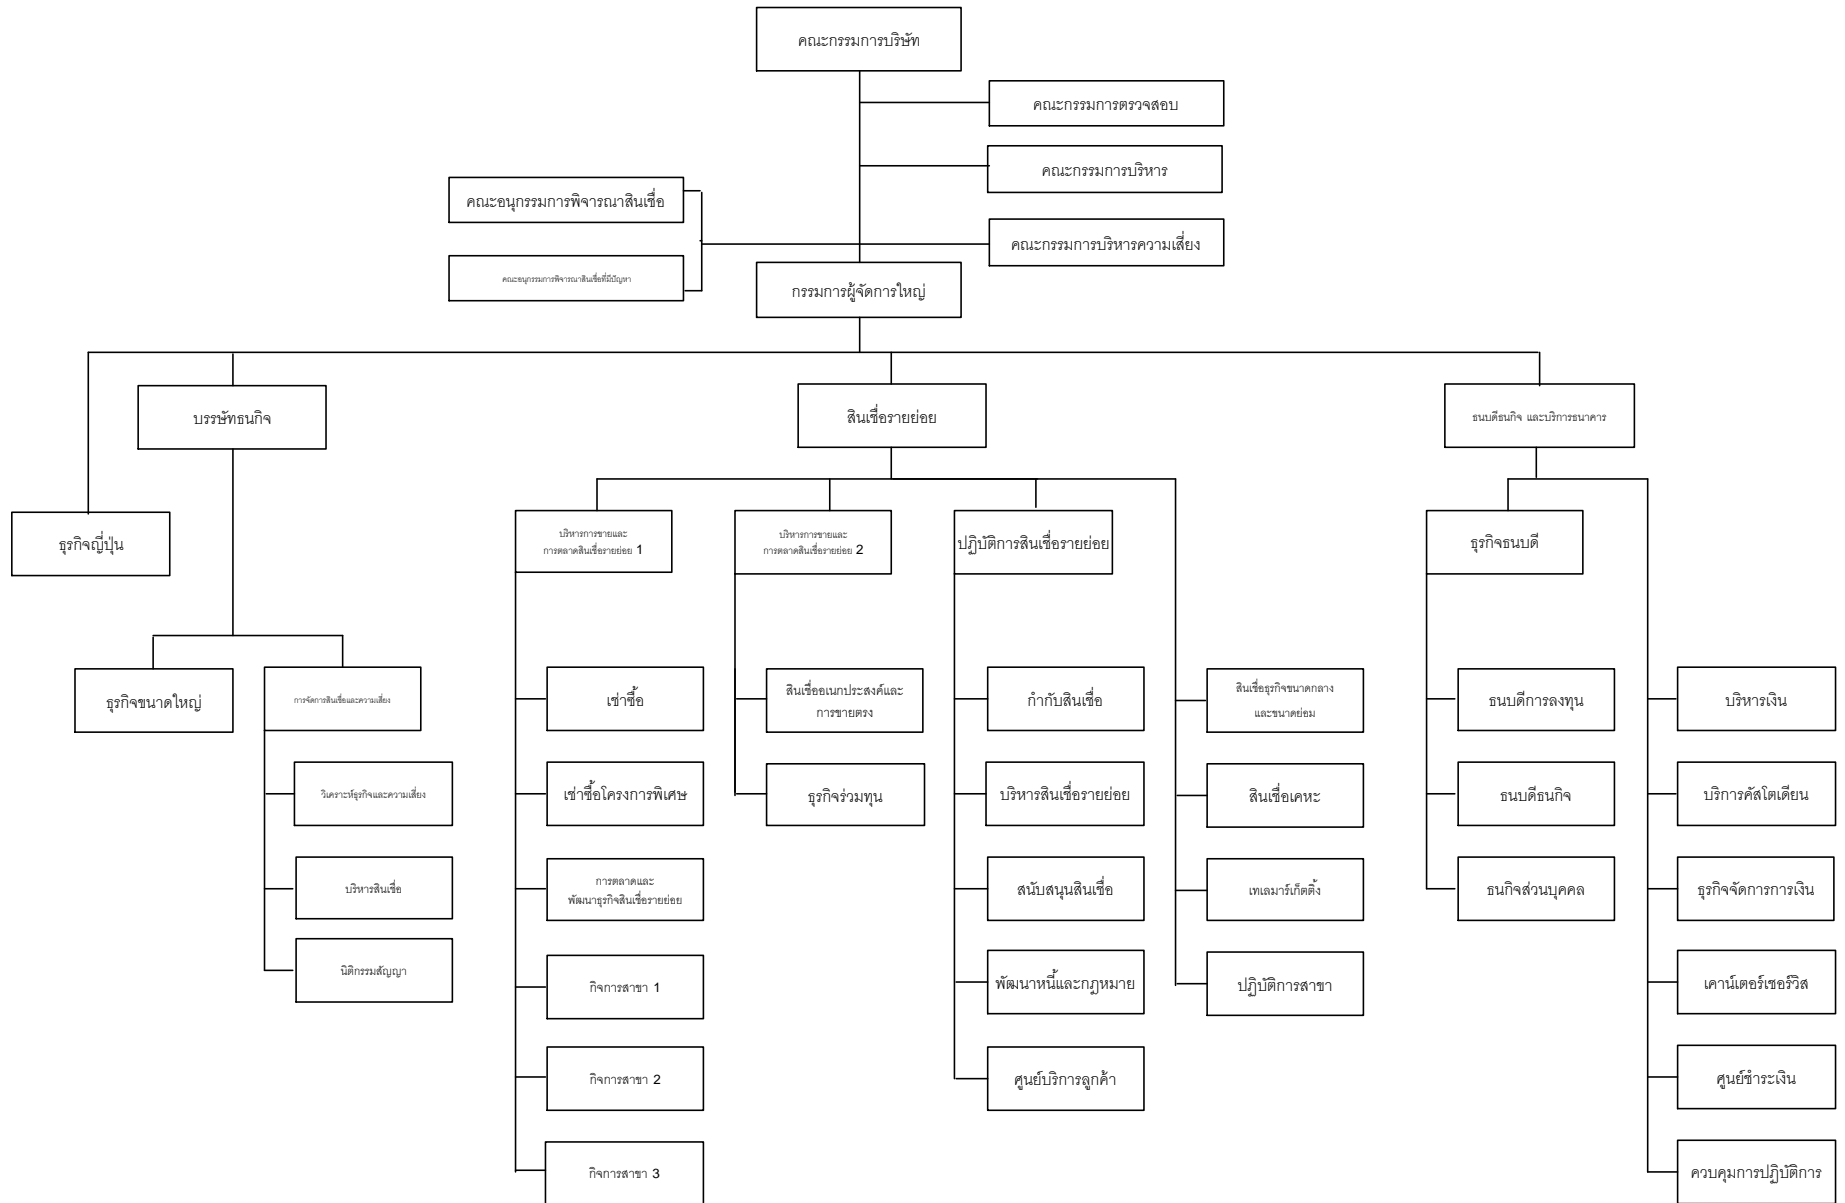 คณะกรรมการบริษัท
คณะกรรมการตรวจสอบ
คณะกรรมการบริหาร
คณะอนุกรรมการพิจารณาสินเชื่อ
คณะกรรมการบริหารความเสี่ยง
คณะอนุกรรมการพิจารณาสินเชื่อที่มีปัญหา
กรรมการผู้จัดการใหญ่
บรรษัทธนกิจ
สินเชื่อรายย่อย
ธนบดีธนกิจ และบริการธนาคาร
ธุรกิจญี่ปุ่น
บริหารการขายและ
การตลาดสินเชื่อรายย่อย 1
บริหารการขายและ
การตลาดสินเชื่อรายย่อย 2
ปฏิบัติการสินเชื่อรายย่อย
ธุรกิจธนบดี
ธุรกิจขนาดใหญ่
การจัดการสินเชื่อและความเสี่ยง
เช่าซื้อ
สินเชื่ออเนกประสงค์และ
การขายตรง
กำกับสินเชื่อ
สินเชื่อธุรกิจขนาดกลาง
และขนาดย่อม
ธนบดีการลงทุน
บริหารเงิน
วิเคราะห์ธุรกิจและความเสี่ยง
เช่าซื้อโครงการพิเศษ
ธุรกิจร่วมทุน
บริหารสินเชื่อรายย่อย
สินเชื่อเคหะ
ธนบดีธนกิจ
บริการคัสโตเดียน
บริหารสินเชื่อ
การตลาดและ
พัฒนาธุรกิจสินเชื่อรายย่อย
สนับสนุนสินเชื่อ
เทเลมาร์เก็ตติ้ง
ธนกิจส่วนบุคคล
ธุรกิจจัดการการเงิน
นิติกรรมสัญญา
กิจการสาขา 1
พัฒนาหนี้และกฎหมาย
ปฏิบัติการสาขา
เคาน์เตอร์เซอร์วิส
กิจการสาขา 2
ศูนย์บริการลูกค้า
ศูนย์ชำระเงิน
กิจการสาขา 3
ควบคุมการปฏิบัติการ